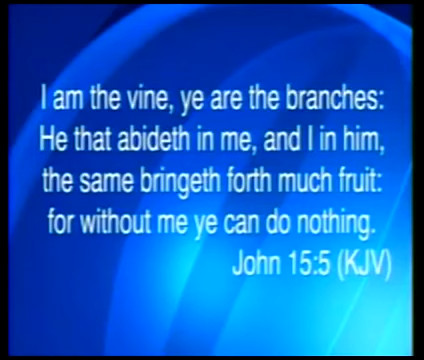 I am the vine, ye are the branches:
He that abideth in me, and I in him,
the same bringeth forth much fruit:
for without me ye can do nothing.
John 15:5 (KJV)